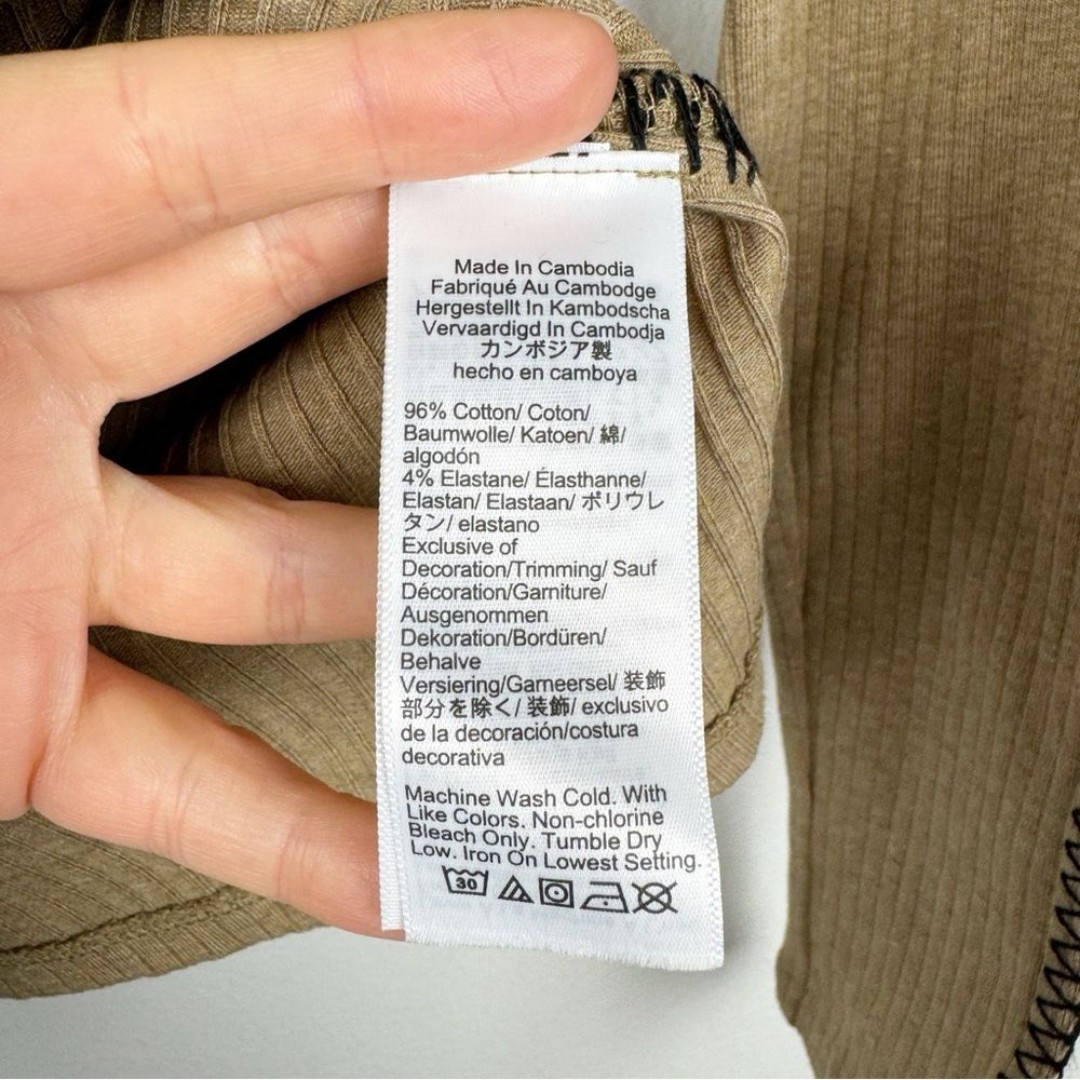 Made In Cambodia
Fabriqué Au Cambodge
Hergestellt In Kambodscha
Vervaardigd In Cambodja
カンボジア製
hecho en camboya
96% Cotton/ Coton/
Baumwolle/ Katoen/ 綿/
algodón
4% Elastane/ Élasthanne/
Elastan/ Elastaan/ ポリウレ
タン/ elastano
Exclusive of
Decoration/Trimming/ Sauf
Décoration/Garniture/
Ausgenommen
Dekoration/Bordüren/
Behalve
Versiering/Garneersel/ 装飾
部分を除く/ 装飾/ exclusivo
de la decoración/costura
decorativa
Machine Wash Cold. With
Like Colors. Non-chlorine
Bleach Only. Tumble Dry
Low. Iron On Lowest Setting.
30